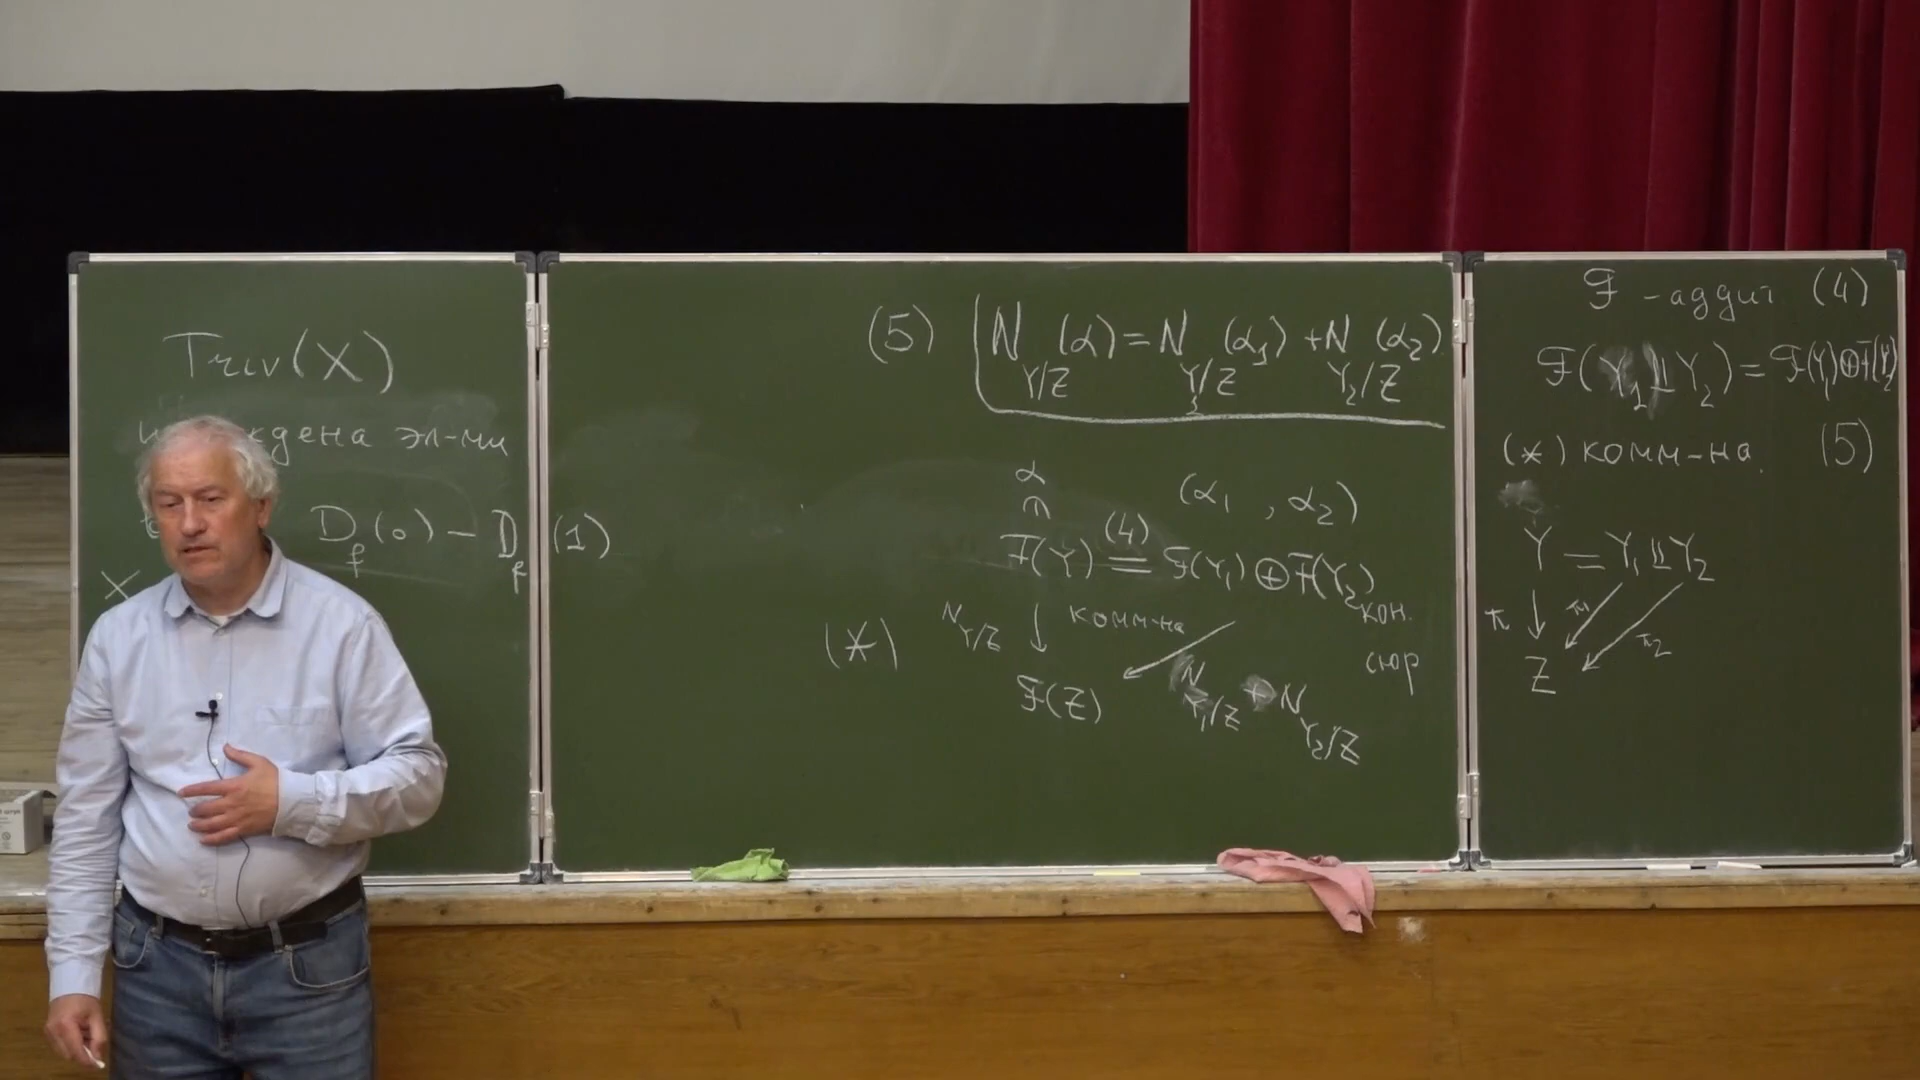 Triv(X)
эл-ми
D_f(0) - D_f(1)
X
(5) N_{Y/Z}(α) = N_{Y_1/Z}(α_1) + N_{Y_2/Z}(α_2)
α (α_1, α_2)
∩
F(Y) =^{(4)} F(Y_1) ⊕ F(Y_2)
(*) N_{Y/Z} ↓ комм-на кон.
сюр
F(Z) N_{Y_1/Z} + N_{Y_2/Z}
F - аддит. (4)
F(Y_1 ⨿ Y_2) = F(Y_1) ⊕ F(Y_2)
(*) комм-на. (5)
Y = Y_1 ⨿ Y_2
π ↓ π_1 π_2
Z